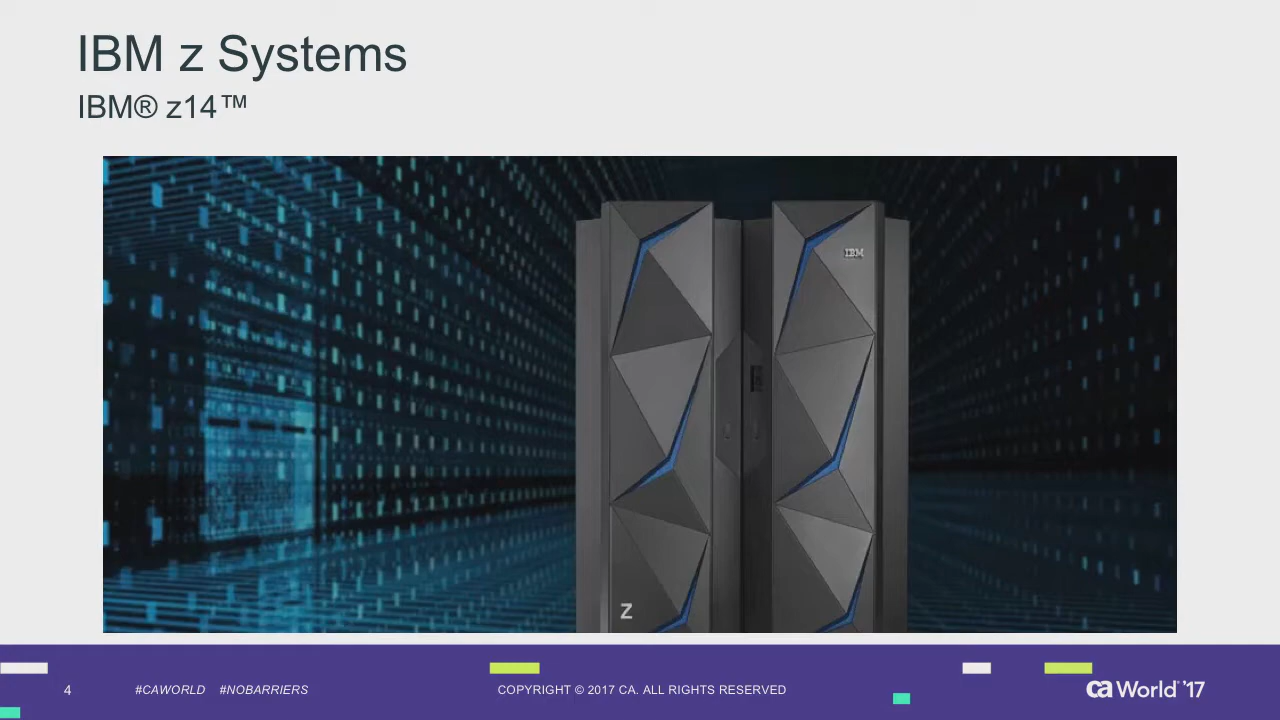 IBM z Systems
IBM® z14™
IBM
Z
4
#CAWORLD #NOBARRIERS
COPYRIGHT © 2017 CA. ALL RIGHTS RESERVED
ca World '17